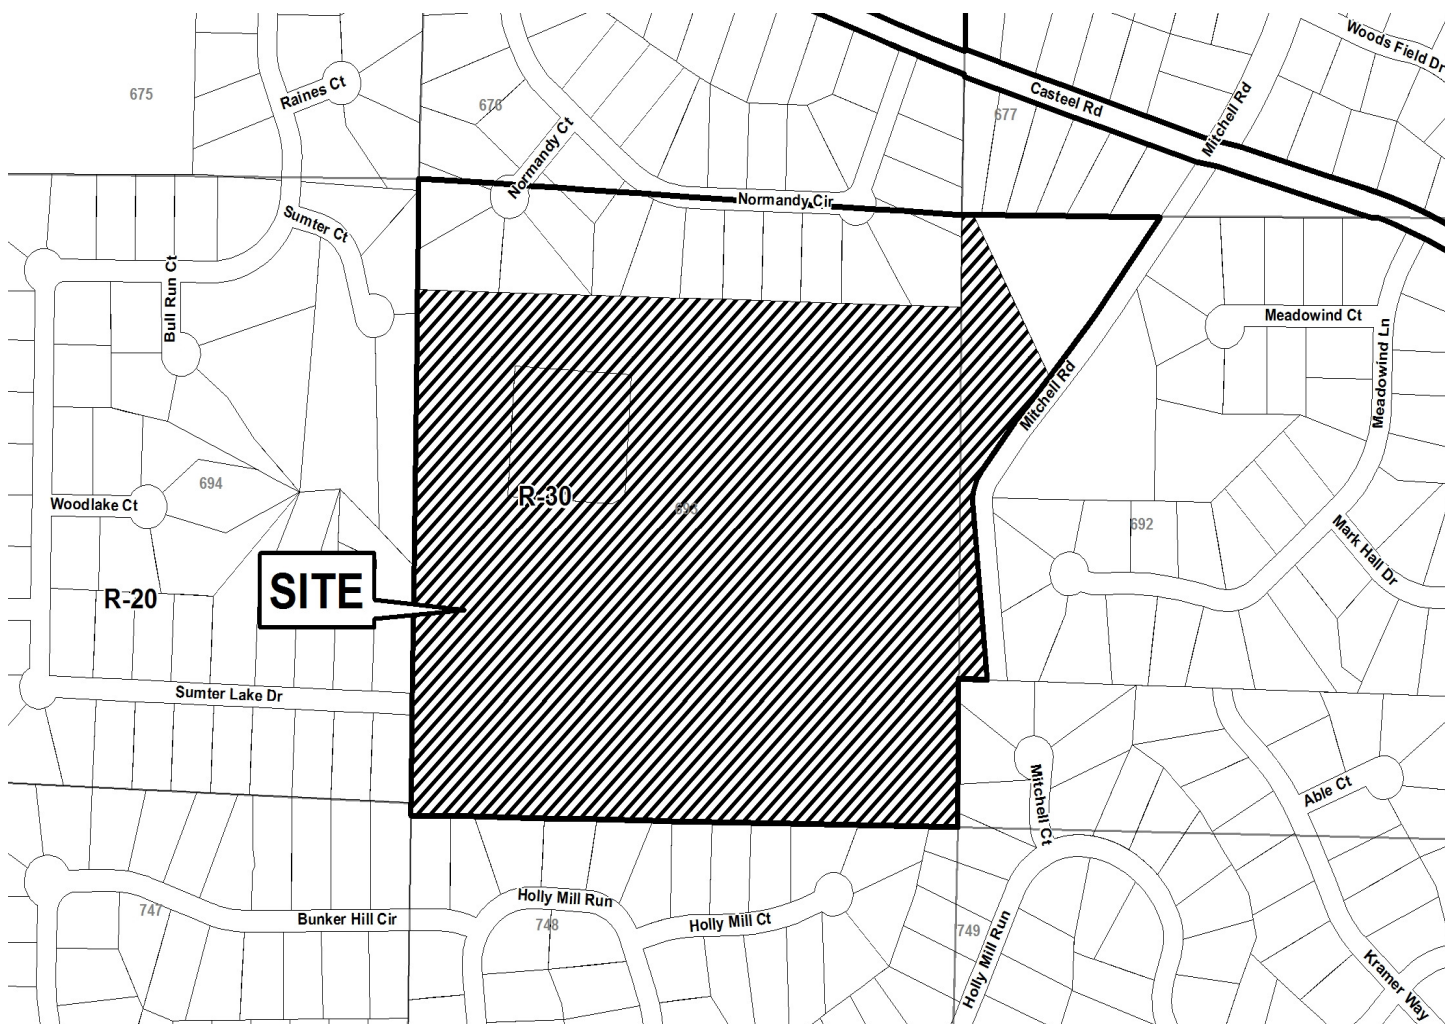 Woods Field Dr
675
Raines Ct
676
Casteel Rd
Mitchell Rd
677
Normandy Ct
Normandy Cir
Sumter Ct
Bull Run Ct
Meadowind Ct
Meadowind Ln
Mitchell Rd
694
Woodlake Ct
R-30
693
692
Mark Hall Dr
SITE
R-20
Sumter Lake Dr
Mitchell Ct
Able Ct
Holly Mill Run
747
Bunker Hill Cir
748
Holly Mill Ct
749
Holly Mill Run
Kramer Way